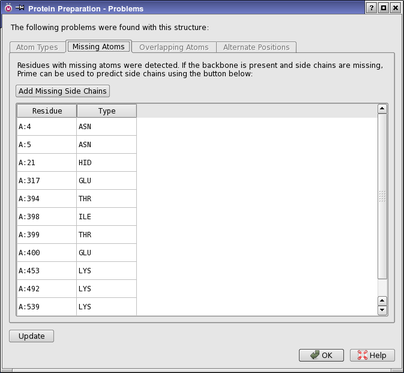 Protein Preparation - Problems
The following problems were found with this structure:
Atom Types Missing Atoms Overlapping Atoms Alternate Positions
Residues with missing atoms were detected. If the backbone is present and side chains are missing,
Prime can be used to predict side chains using the button below:
Add Missing Side Chains
Residue Type
A:4 ASN
A:5 ASN
A:21 HID
A:317 GLU
A:394 THR
A:398 ILE
A:399 THR
A:400 GLU
A:453 LYS
A:492 LYS
A:539 LYS
Update
OK Help